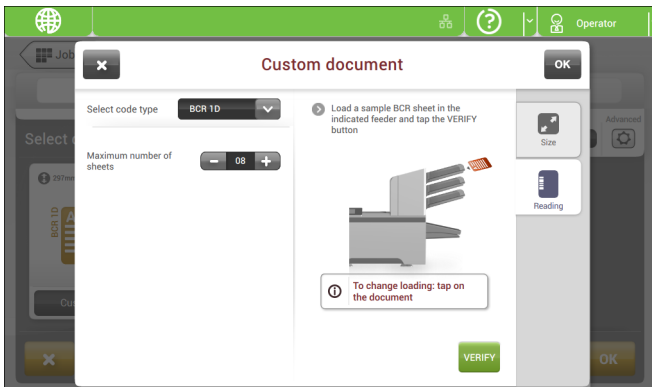 Operator
Job
Custom document
OK
Select code type
BCR 1D
Load a sample BCR sheet in the
indicated feeder and tap the VERIFY
button
Size
Advanced
Select
Maximum number of
sheets
08
297mm
Reading
BCR 1D
To change loading: tap on
the document
Cu
VERIFY
OK